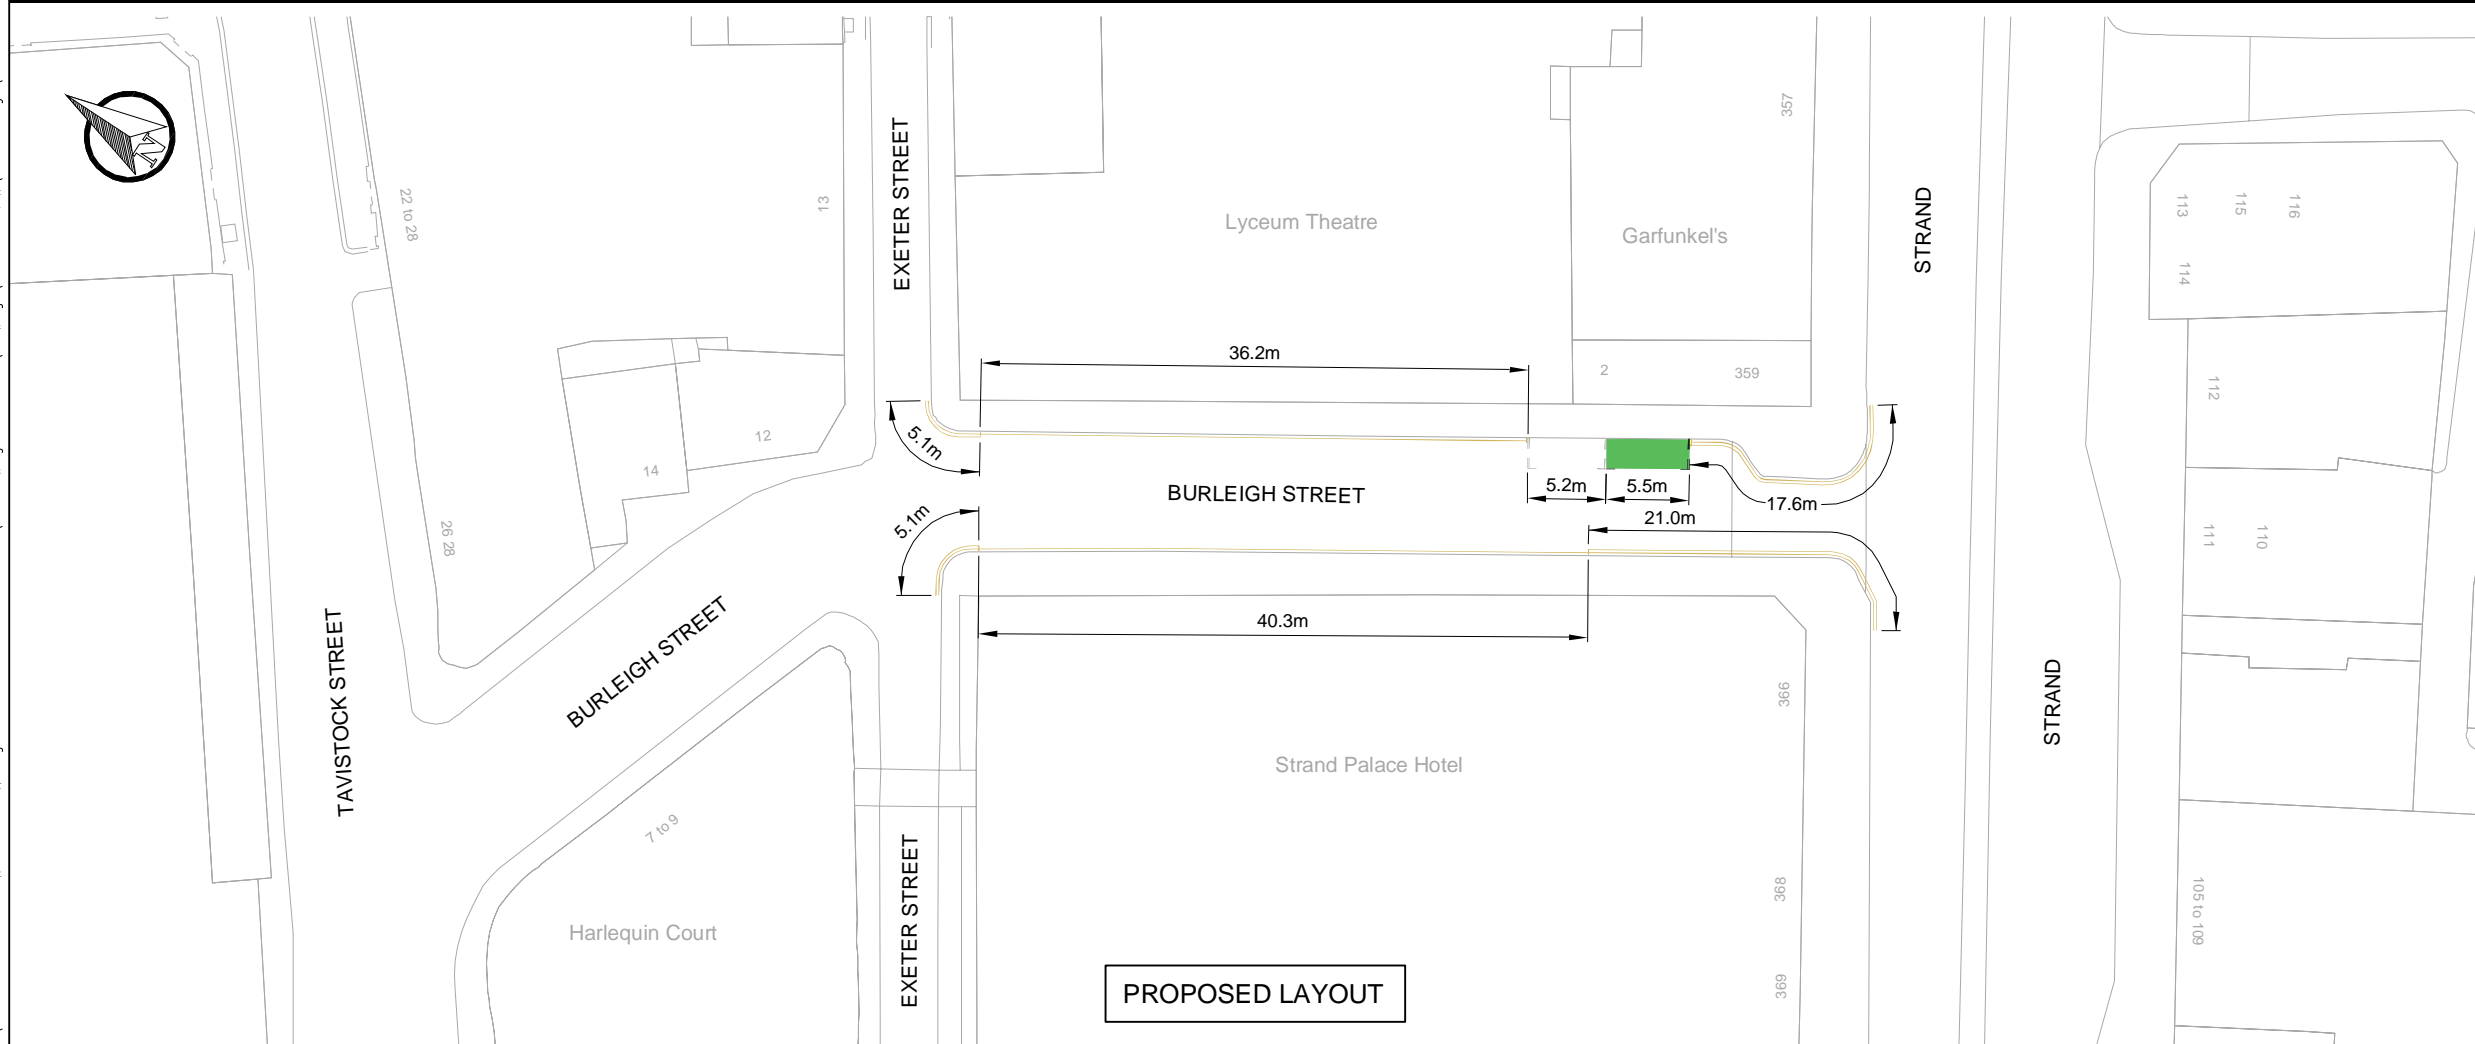 N
22 to 28
13
EXETER STREET
Lyceum Theatre
Garfunkel's
357
STRAND
113
115
116
114
36.2m
2
359
112
12
14
5.1m
BURLEIGH STREET
5.2m
5.5m
17.6m
21.0m
5.1m
26 28
111
110
40.3m
TAVISTOCK STREET
BURLEIGH STREET
366
STRAND
Strand Palace Hotel
7 to 9
EXETER STREET
368
105 to 109
Harlequin Court
369
PROPOSED LAYOUT